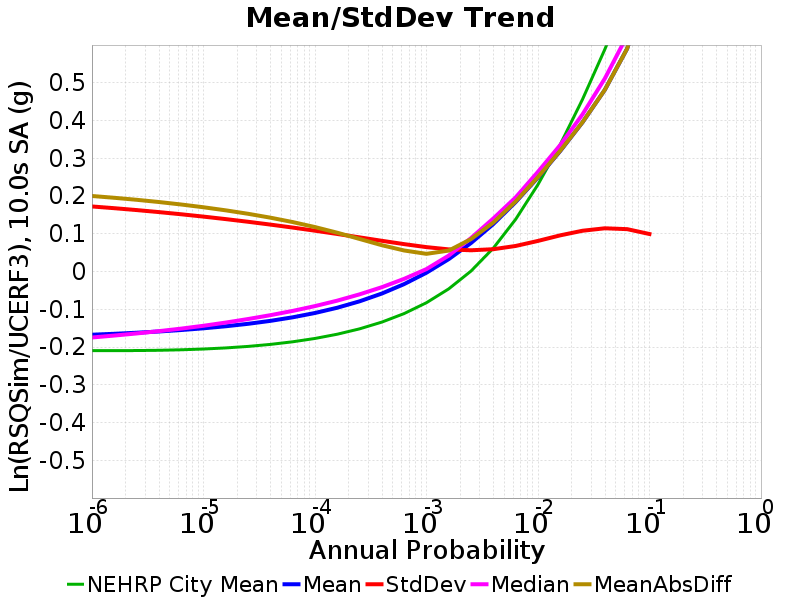 Mean/StdDev Trend
Ln(RSQSim/UCERF3), 10.0s SA (g)
0.5
0.4
0.3
0.2
0.1
0
-0.1
-0.2
-0.3
-0.4
-0.5
10-6 10-5 10-4 10-3 10-2 10-1 100
Annual Probability
NEHRP City Mean Mean StdDev Median MeanAbsDiff